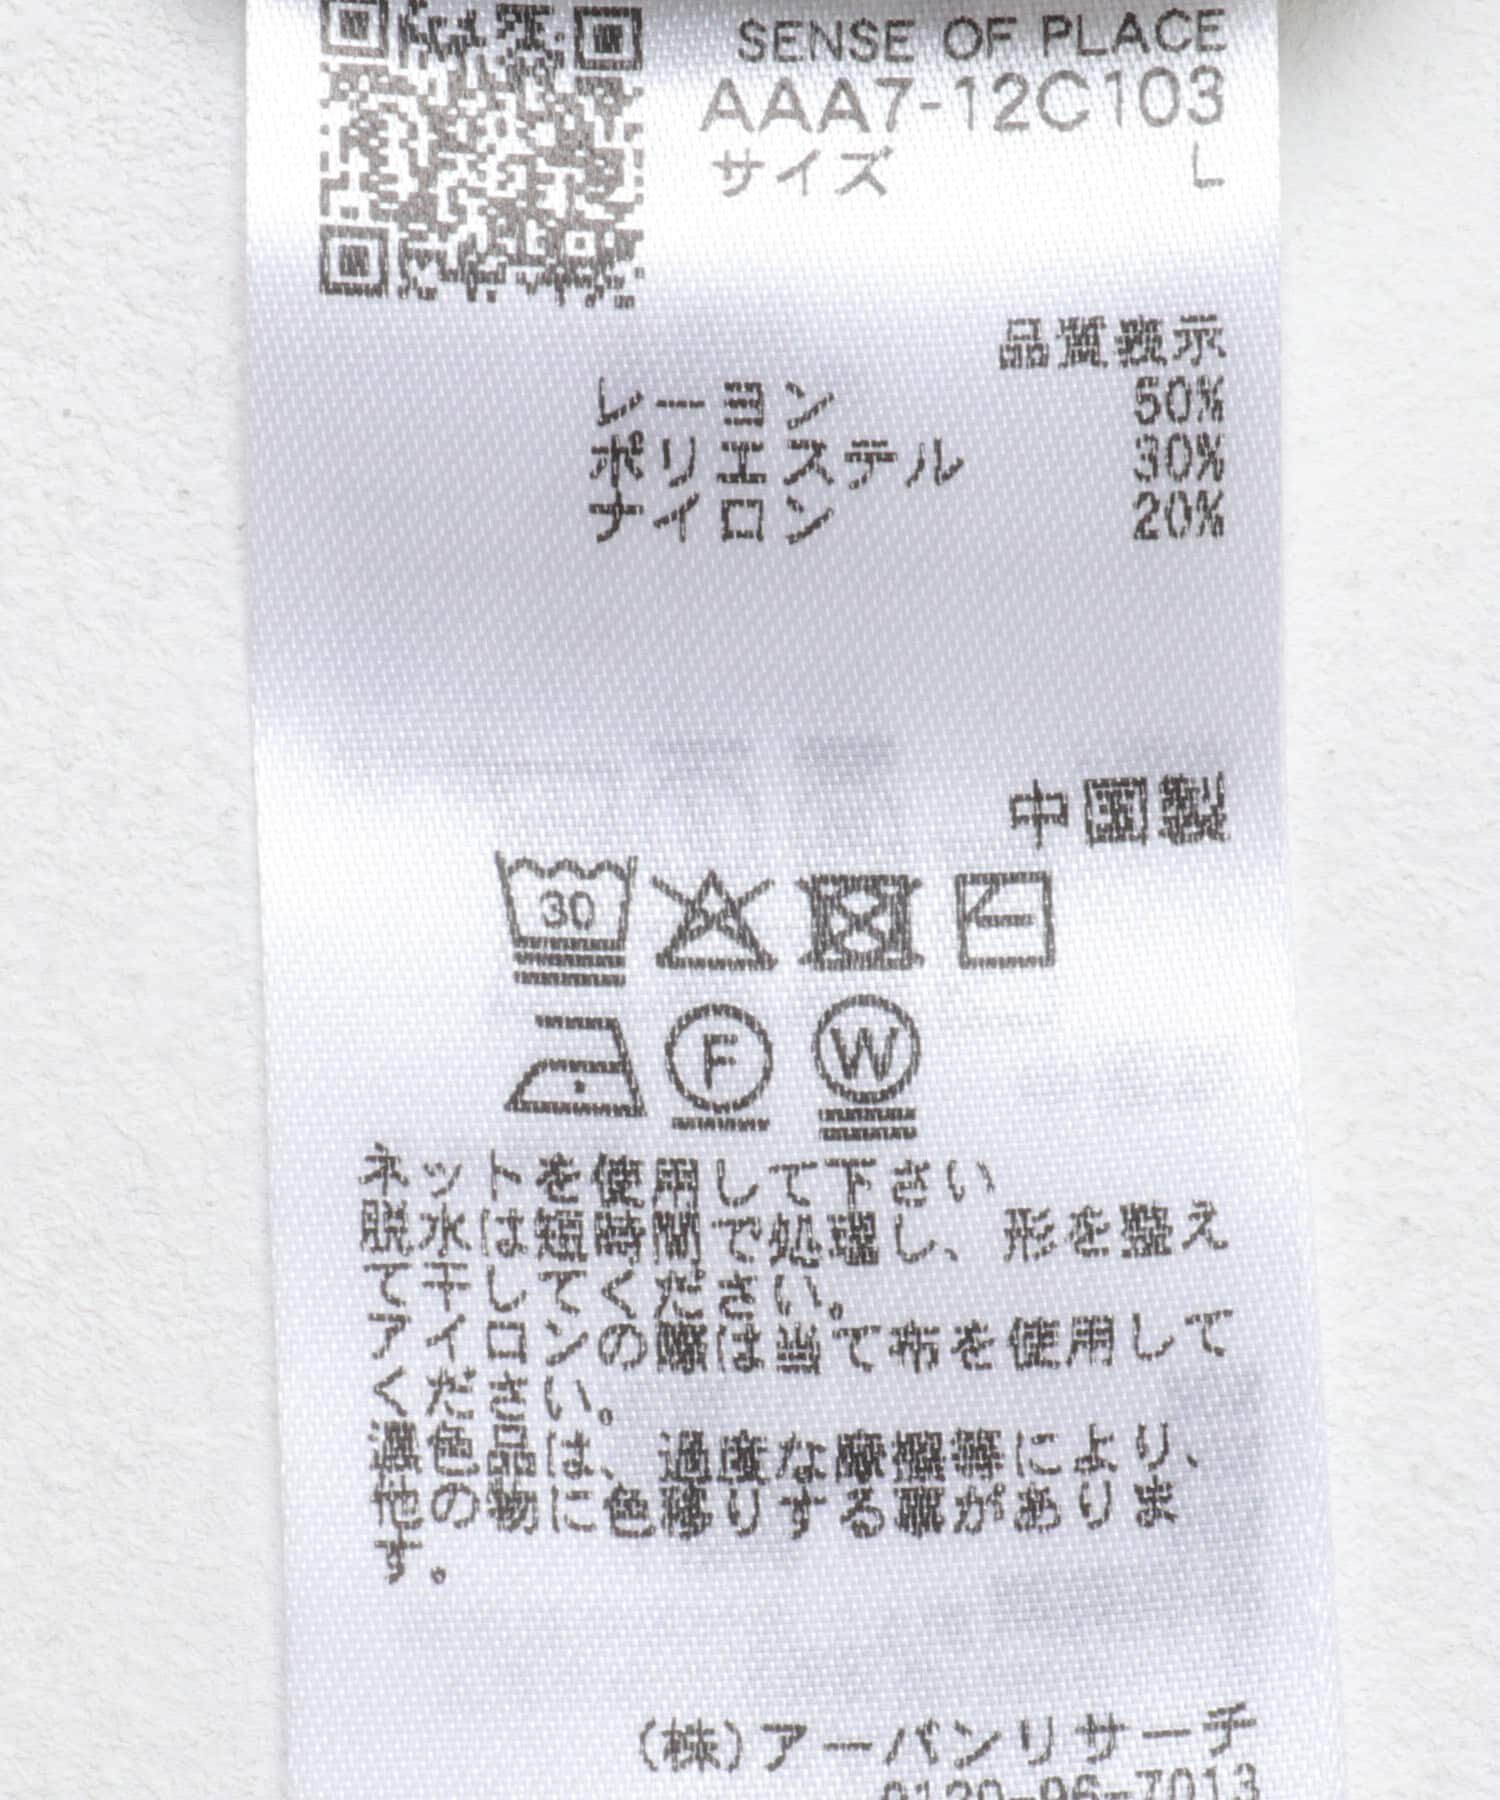 SENSE OF PLACE
AAA7-12C103
サイズ L
品質表示
レーヨン 50%
ポリエステル 30%
ナイロン 20%
中国製
30
F W
ネットを使用して下さい
脱水は短時間で処理し、形を整え
て干してください。
アイロンの際は当て布を使用して
ください。
濃色品は、過度な摩擦等により、
他の物に色移りする事があります
す。
(株)アーバンリサーチ
0120-96-7013